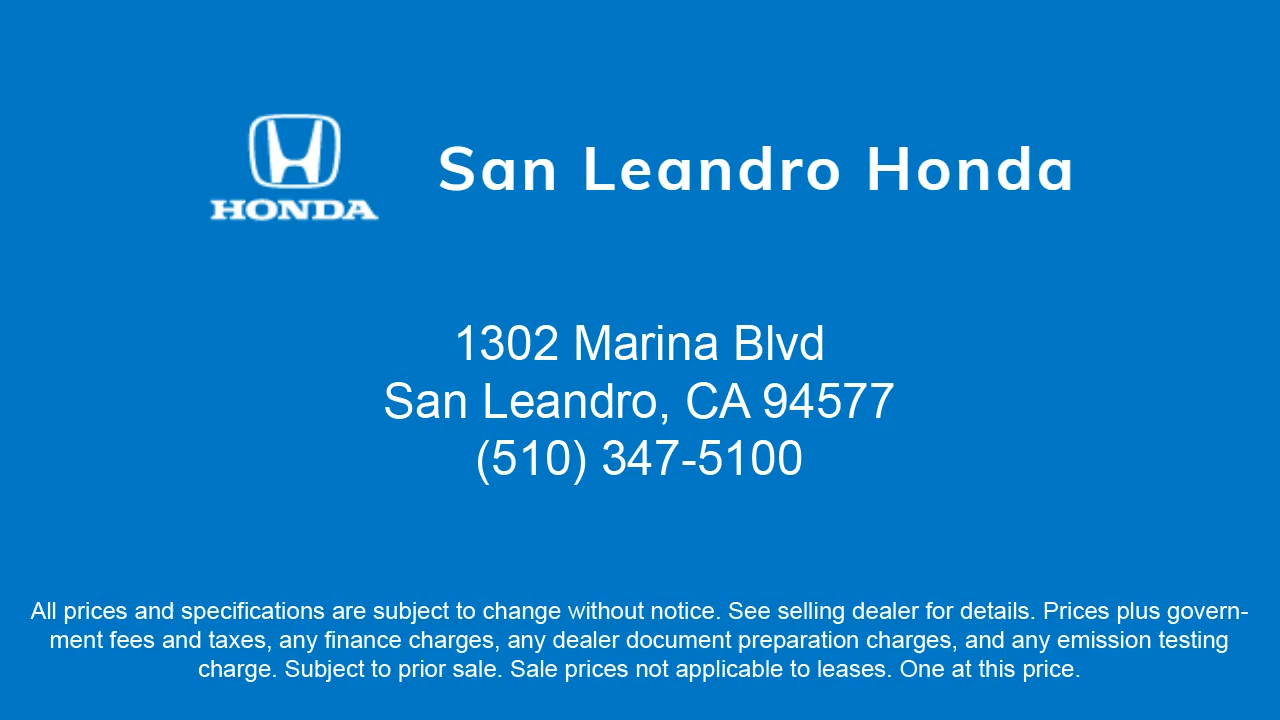 HONDA
San Leandro Honda
1302 Marina Blvd
San Leandro, CA 94577
(510) 347-5100
All prices and specifications are subject to change without notice. See selling dealer for details. Prices plus govern-
ment fees and taxes, any finance charges, any dealer document preparation charges, and any emission testing
charge. Subject to prior sale. Sale prices not applicable to leases. One at this price.